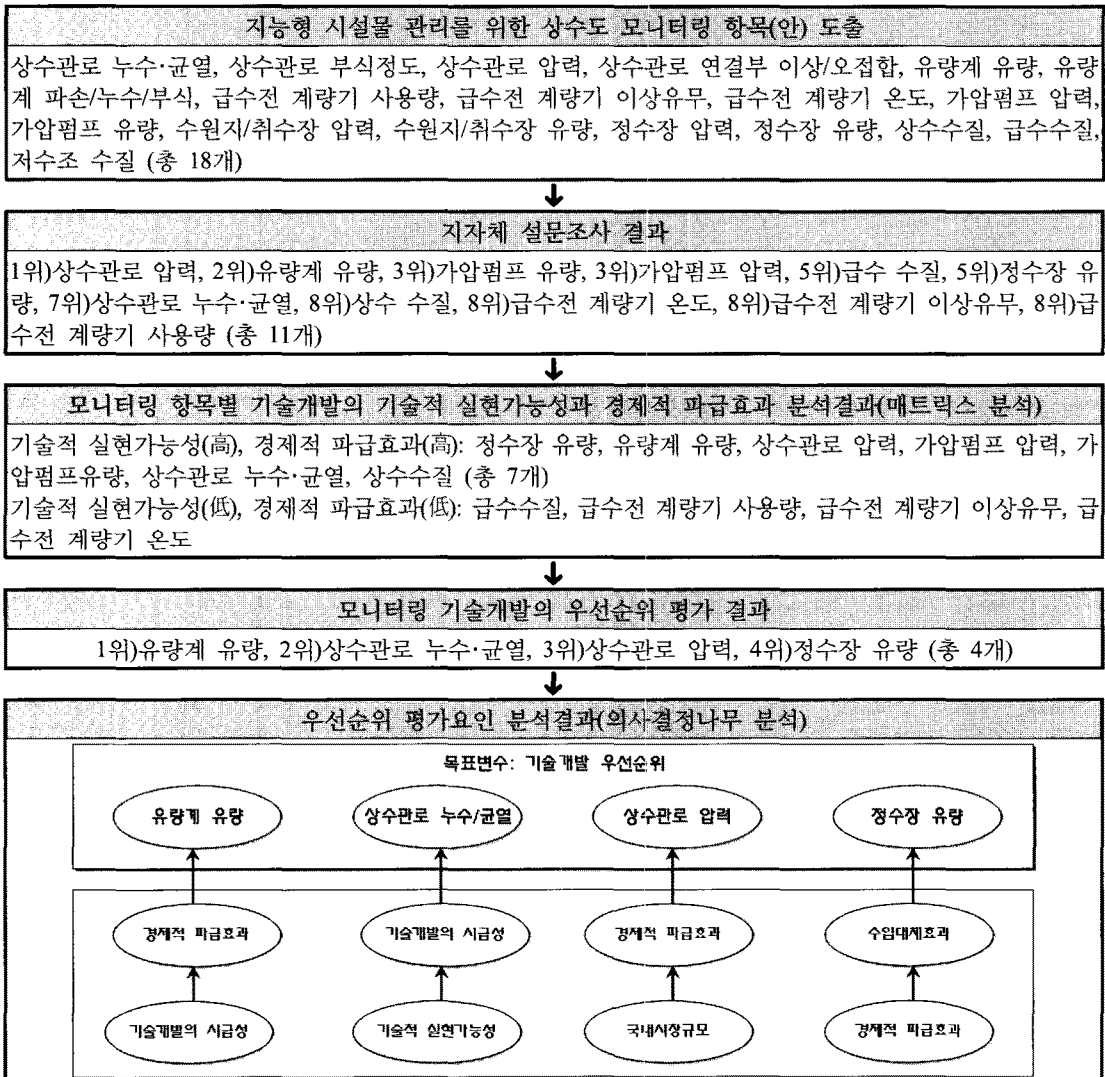 지능형 시설물 관리를 위한 상수도 모니터링 항목(안) 도출
상수관로 누수·균열, 상수관로 부식정도, 상수관로 압력, 상수관로 연결부 이상/오접합, 유량계 유량, 유량
계 파손/누수/부식, 급수전 계량기 사용량, 급수전 계량기 이상유무, 급수전 계량기 온도, 가압펌프 압력,
가압펌프 유량, 수원지/취수장 압력, 수원지/취수장 유량, 정수장 압력, 정수장 유량, 상수수질, 급수수질,
저수조 수질 (총 18개)
지자체 설문조사 결과
1위)상수관로 압력, 2위)유량계 유량, 3위)가압펌프 유량, 3위)가압펌프 압력, 5위)급수 수질, 5위)정수장 유
량, 7위)상수관로 누수·균열, 8위)상수 수질, 8위)급수전 계량기 온도, 8위)급수전 계량기 이상유무, 8위)급
수전 계량기 사용량 (총 11개)
모니터링 항목별 기술개발의 기술적 실현가능성과 경제적 파급효과 분석결과(매트릭스 분석)
기술적 실현가능성(高), 경제적 파급효과(高): 정수장 유량, 유량계 유량, 상수관로 압력, 가압펌프 압력, 가
압펌프유량, 상수관로 누수·균열, 상수수질 (총 7개)
기술적 실현가능성(低), 경제적 파급효과(低): 급수수질, 급수전 계량기 사용량, 급수전 계량기 이상유무, 급
수전 계량기 온도
모니터링 기술개발의 우선순위 평가 결과
1위)유량계 유량, 2위)상수관로 누수·균열, 3위)상수관로 압력, 4위)정수장 유량 (총 4개)
우선순위 평가요인 분석결과(의사결정나무 분석)
목표변수: 기술개발 우선순위
유량계 유량 상수관로 누수/균열 상수관로 압력 정수장 유량
경제적 파급효과 기술개발의 시급성 경제적 파급효과 수입대체효과
기술개발의 시급성 기술적 실현가능성 국내시장규모 경제적 파급효과